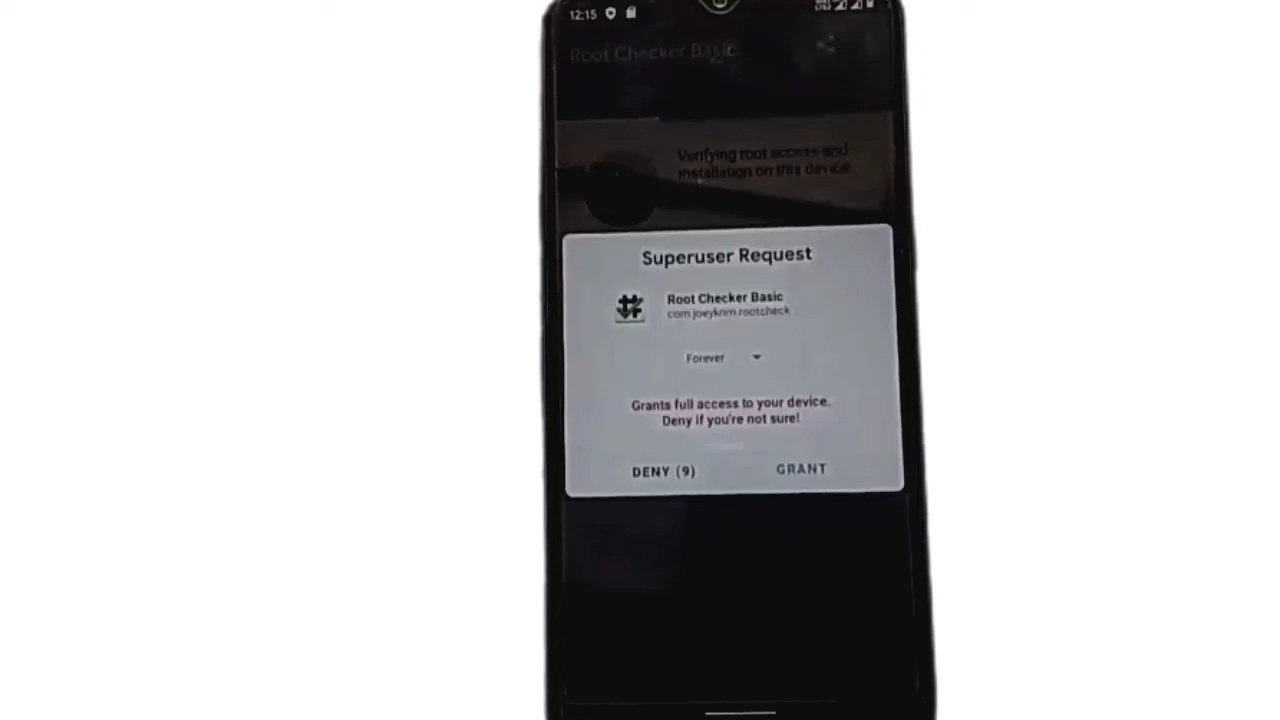 12:15
Root Checker Basic
Verifying root access and
installation on this device
Superuser Request
Root Checker Basic
com.joeykrim.rootcheck
Forever
Grants full access to your device.
Deny if you're not sure!
DENY (9)
GRANT